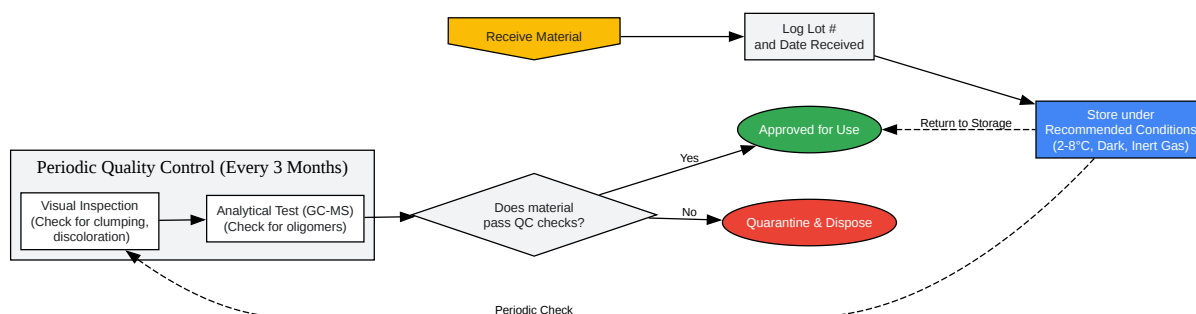 Receive Material
Log Lot #
and Date Received
Store under
Recommended Conditions
(2-8°C, Dark, Inert Gas)
Approved for Use
Return to Storage
Periodic Quality Control (Every 3 Months)
Visual Inspection
(Check for clumping,
discoloration)
Analytical Test (GC-MS)
(Check for oligomers)
Does material
pass QC checks?
Yes
No
Quarantine & Dispose
Periodic Check